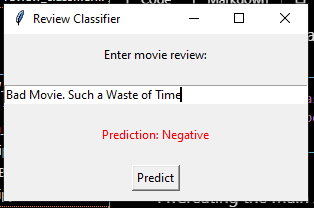 Review Classifier
Enter movie review:
Bad Movie. Such a Waste of Time
Prediction: Negative
Predict